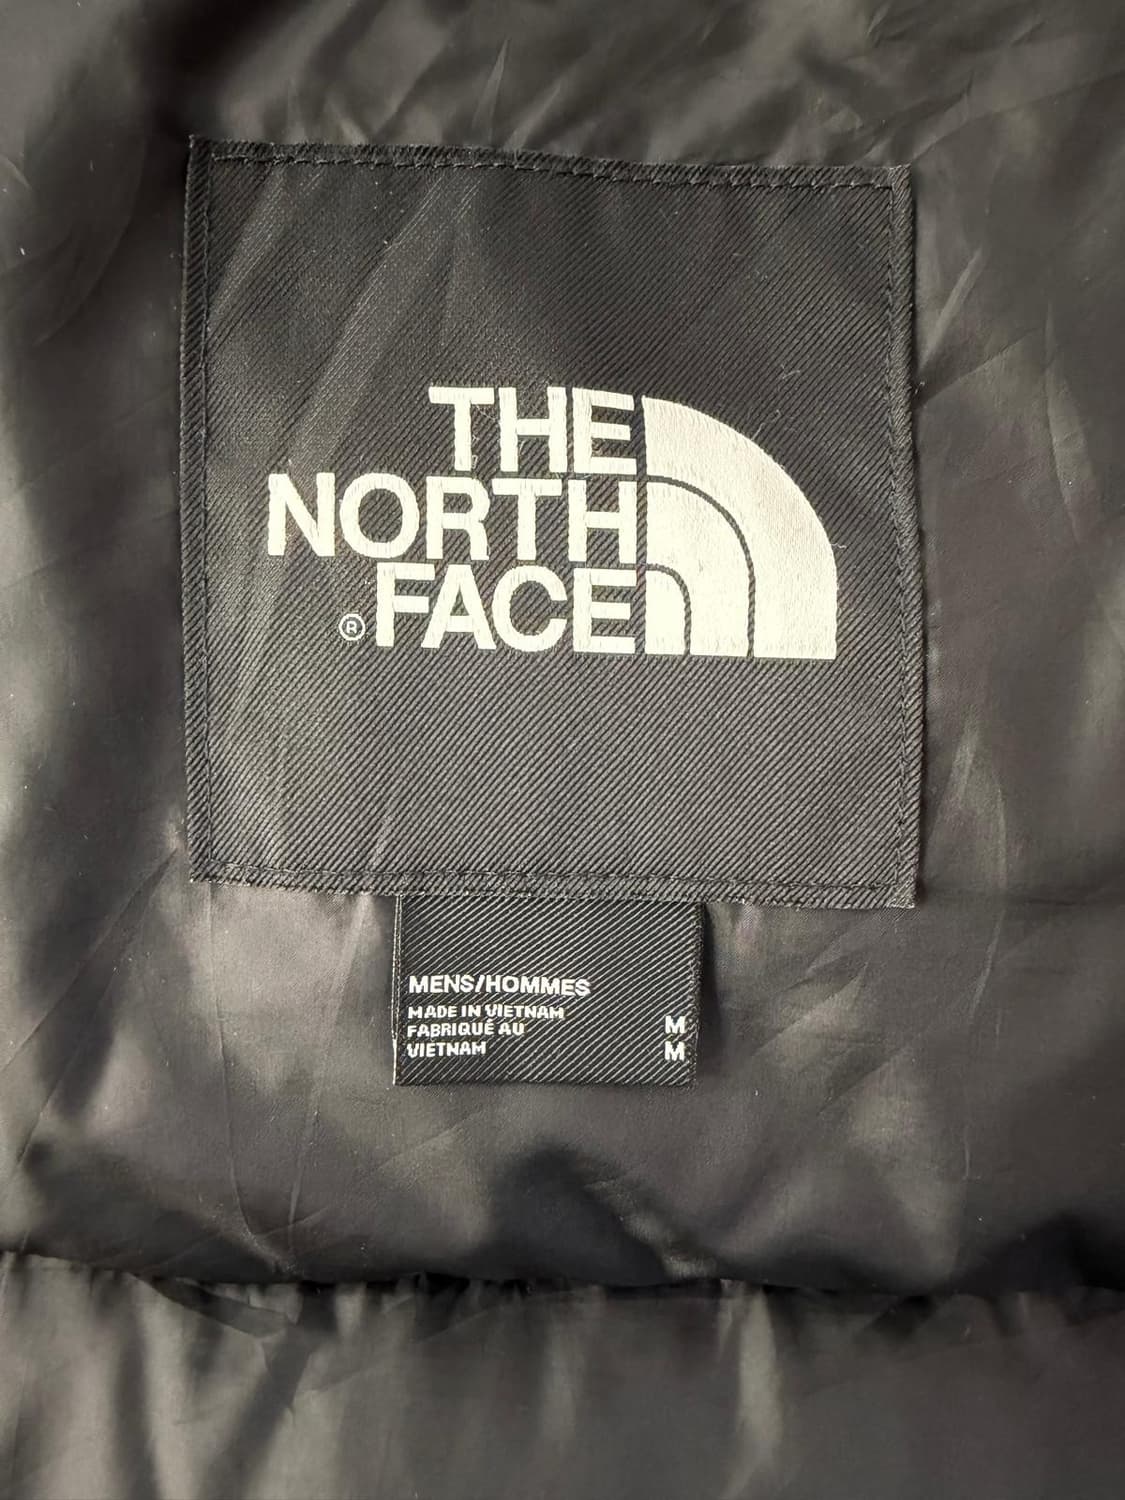 THE
NORTH
FACE
®
MENS/HOMMES
MADE IN VIETNAM
FABRIQUÉ AU M
VIETNAM M